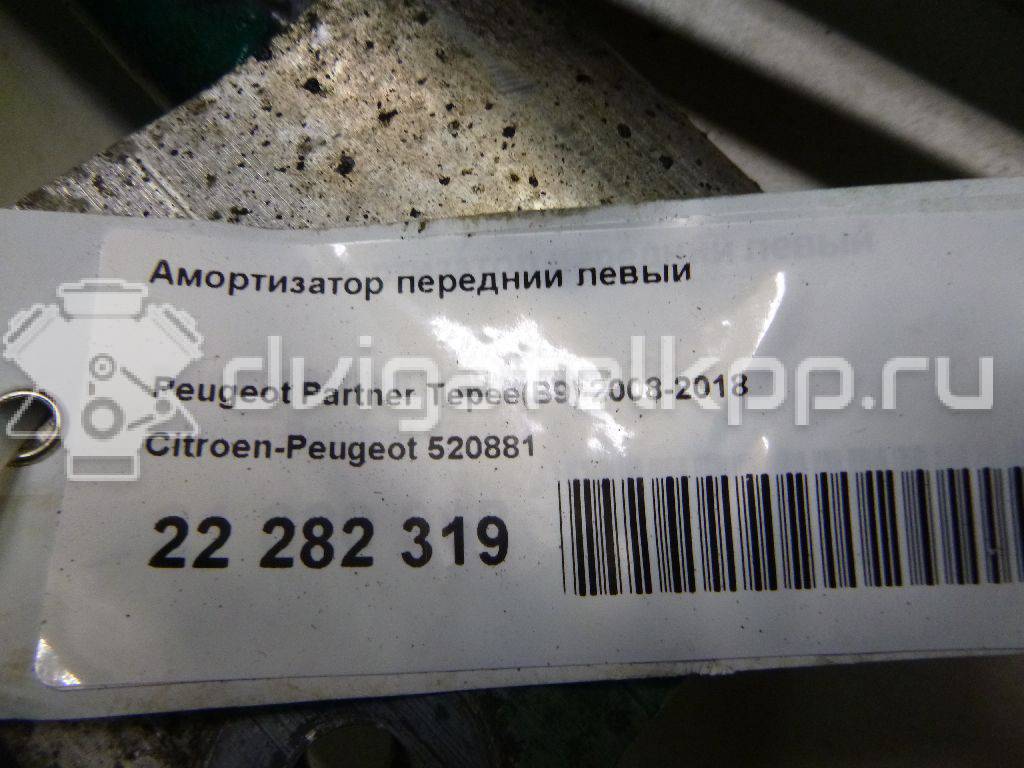 Амортизатор передний левый
dvigatelkpp.ru
Peugeot Partner Tepee(B9) 2008-2018
Citroen-Peugeot 520881
22 282 319